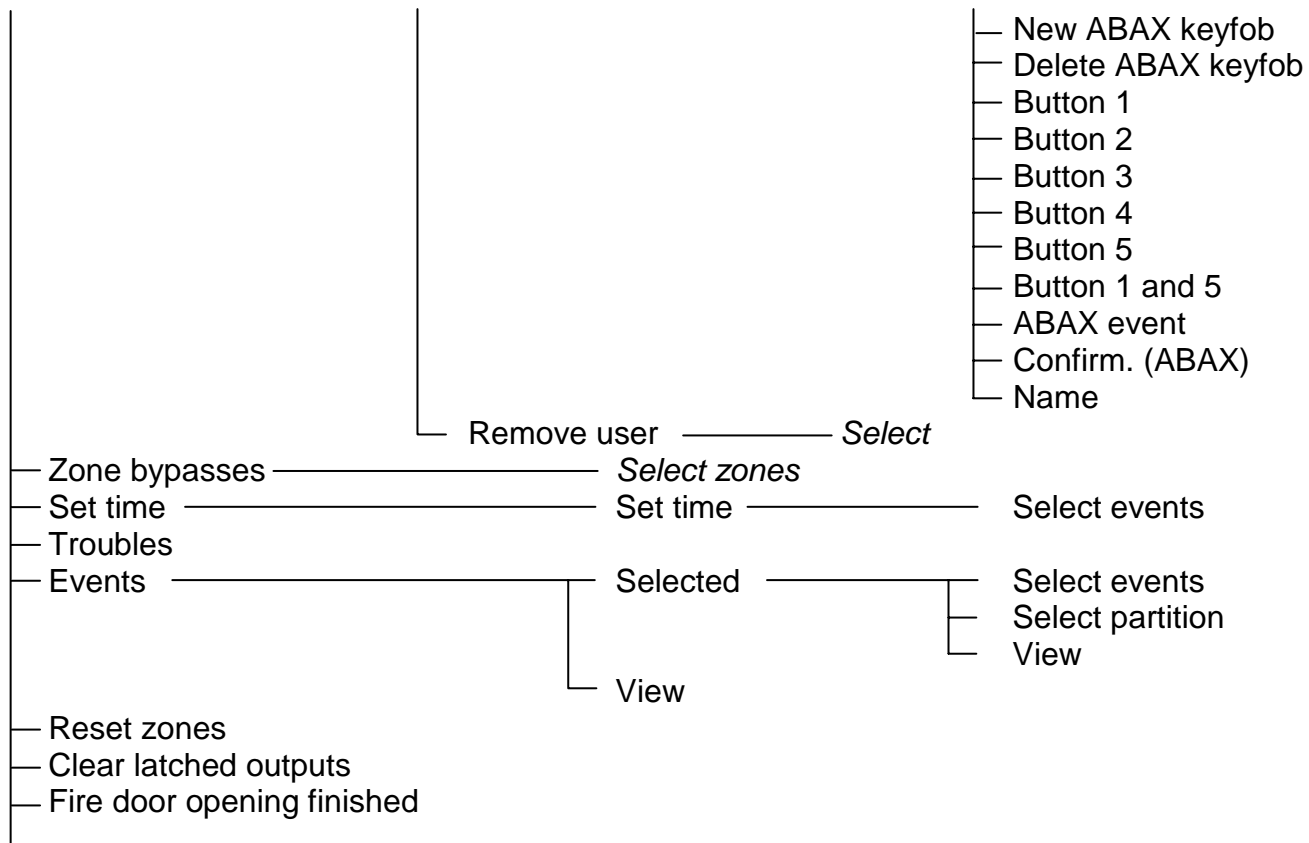 New ABAX keyfob
Delete ABAX keyfob
Button 1
Button 2
Button 3
Button 4
Button 5
Button 1 and 5
ABAX event
Confirm. (ABAX)
Name
Remove user Select
Zone bypasses Select zones
Set time Set time Select events
Troubles
Events Selected Select events
Select partition
View
View
Reset zones
Clear latched outputs
Fire door opening finished